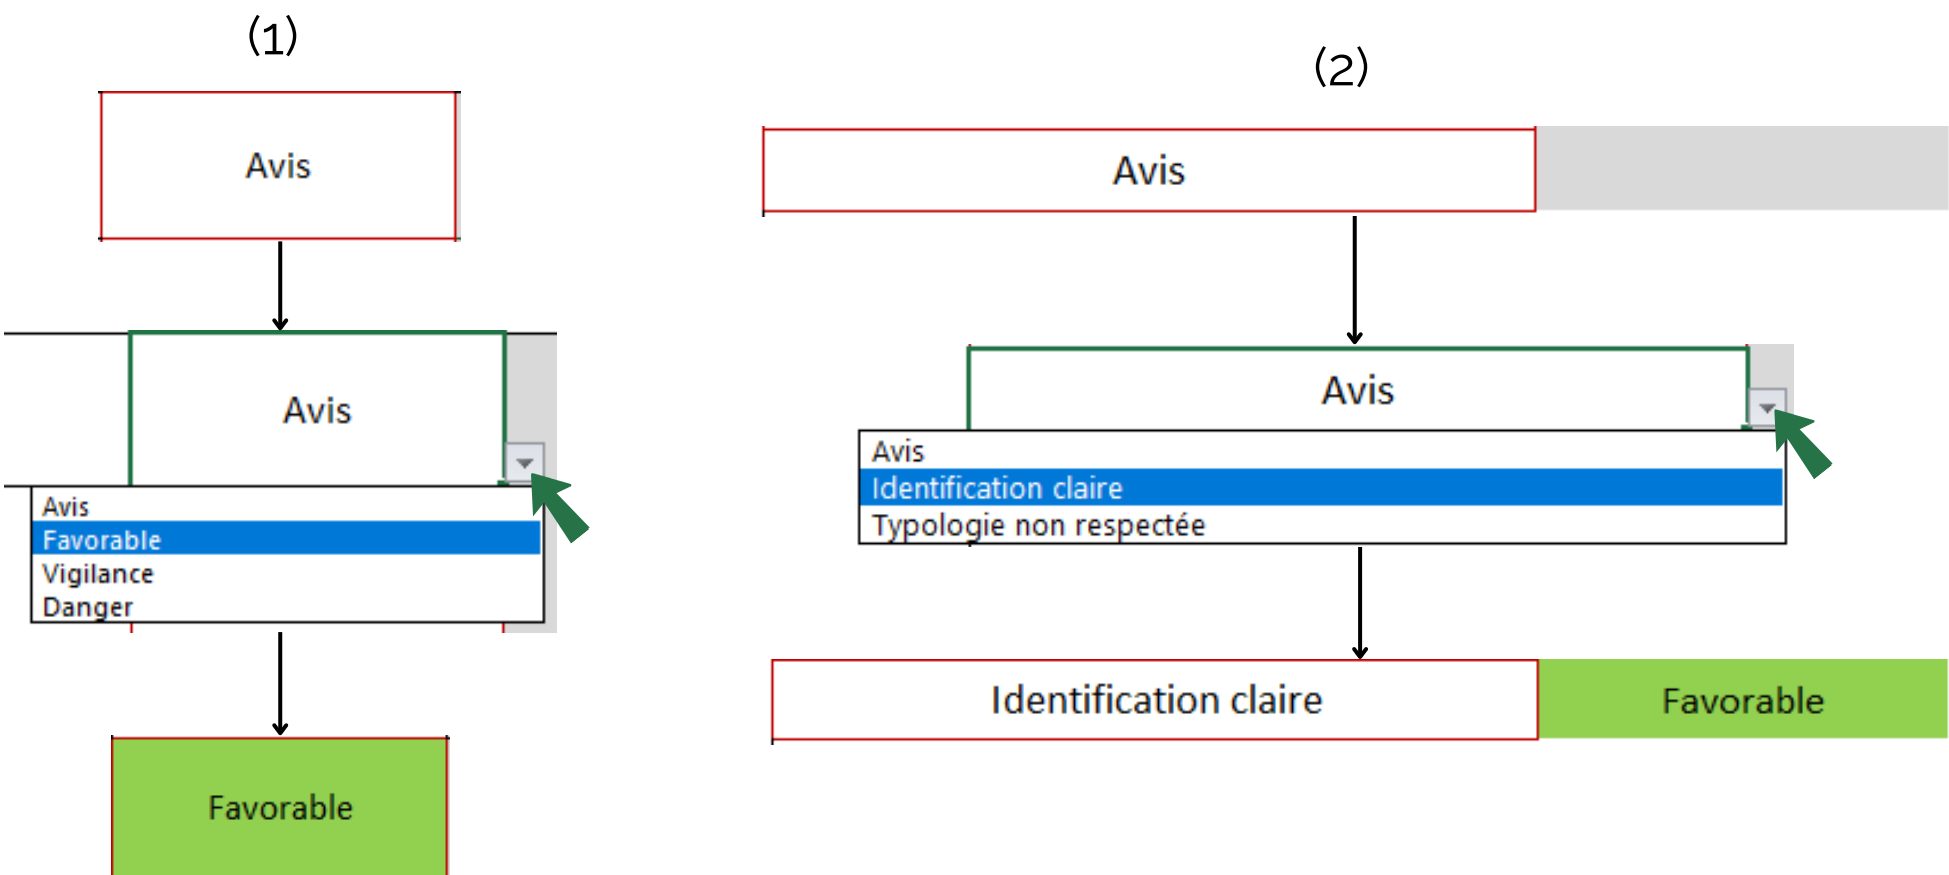 (1)
Avis
Avis
Avis
Favorable
Vigilance
Danger
Favorable
(2)
Avis
Avis
Avis
Identification claire
Typologie non respectée
Identification claire
Favorable